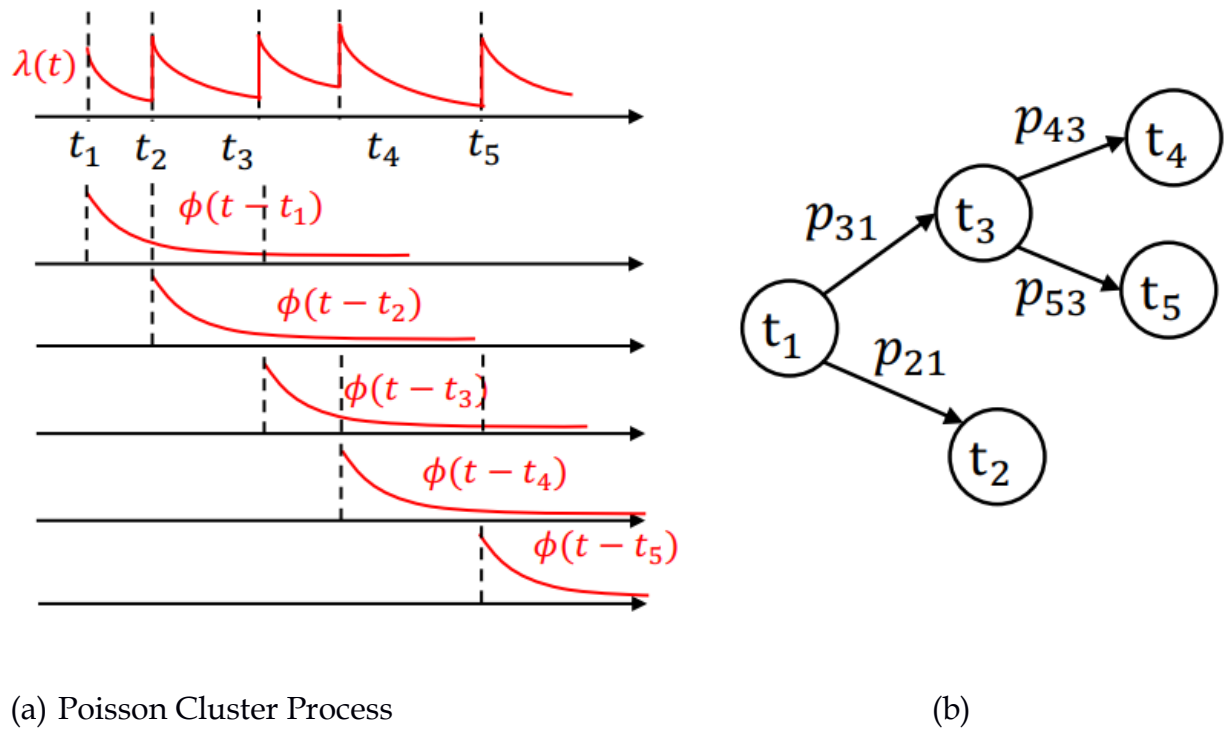 λ(t)
t₁ t₂ t₃ t₄ t₅
ϕ(t − t₁)
ϕ(t − t₂)
ϕ(t − t₃)
ϕ(t − t₄)
ϕ(t − t₅)
(a) Poisson Cluster Process
p₄₃
t₄
p₃₁
t₃
p₅₃
t₅
t₁
p₂₁
t₂
(b)